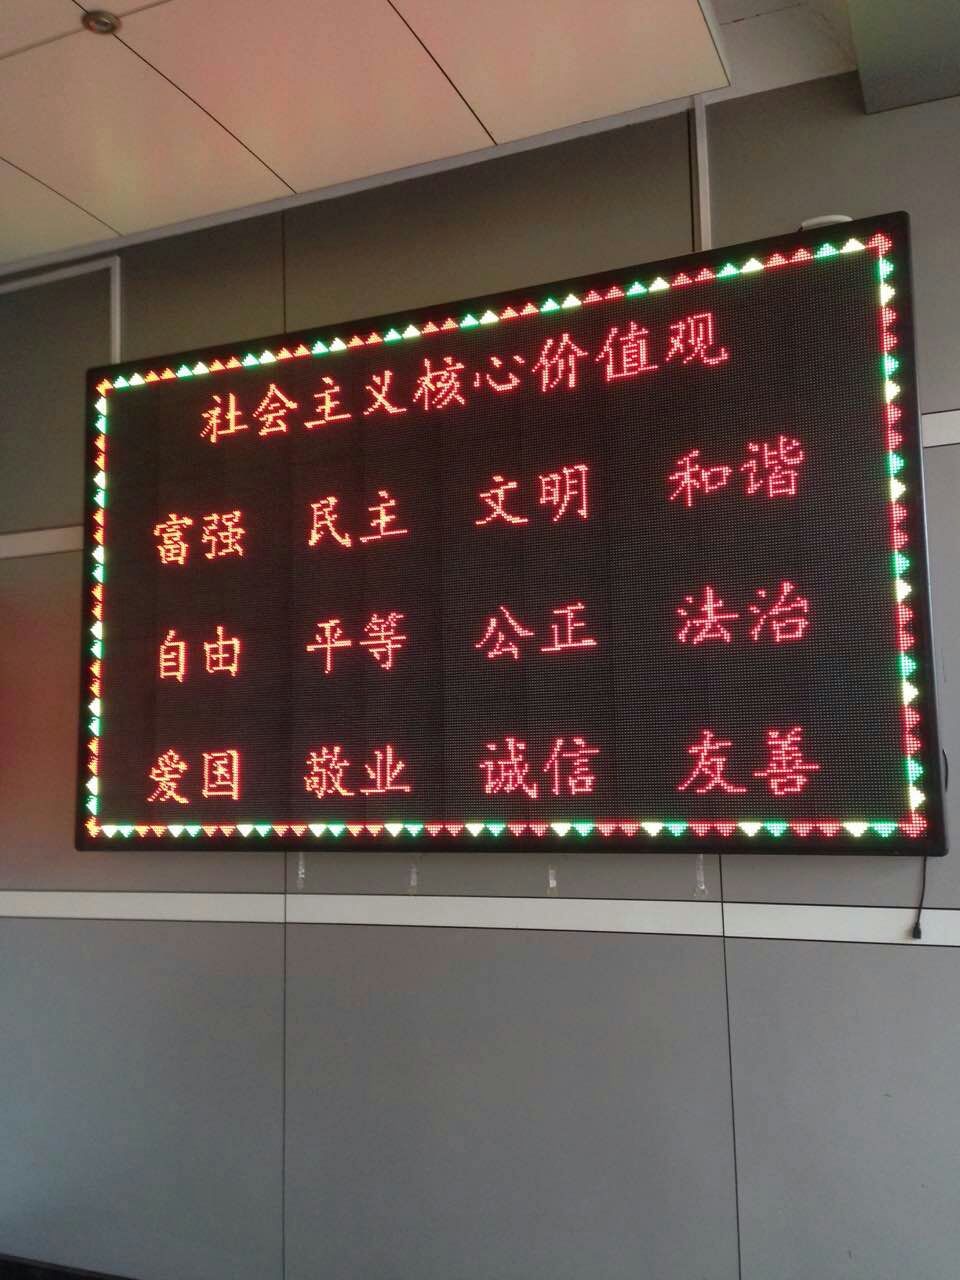 社会主义核心价值观
富强 民主 文明 和谐
自由 平等 公正 法治
爱国 敬业 诚信 友善